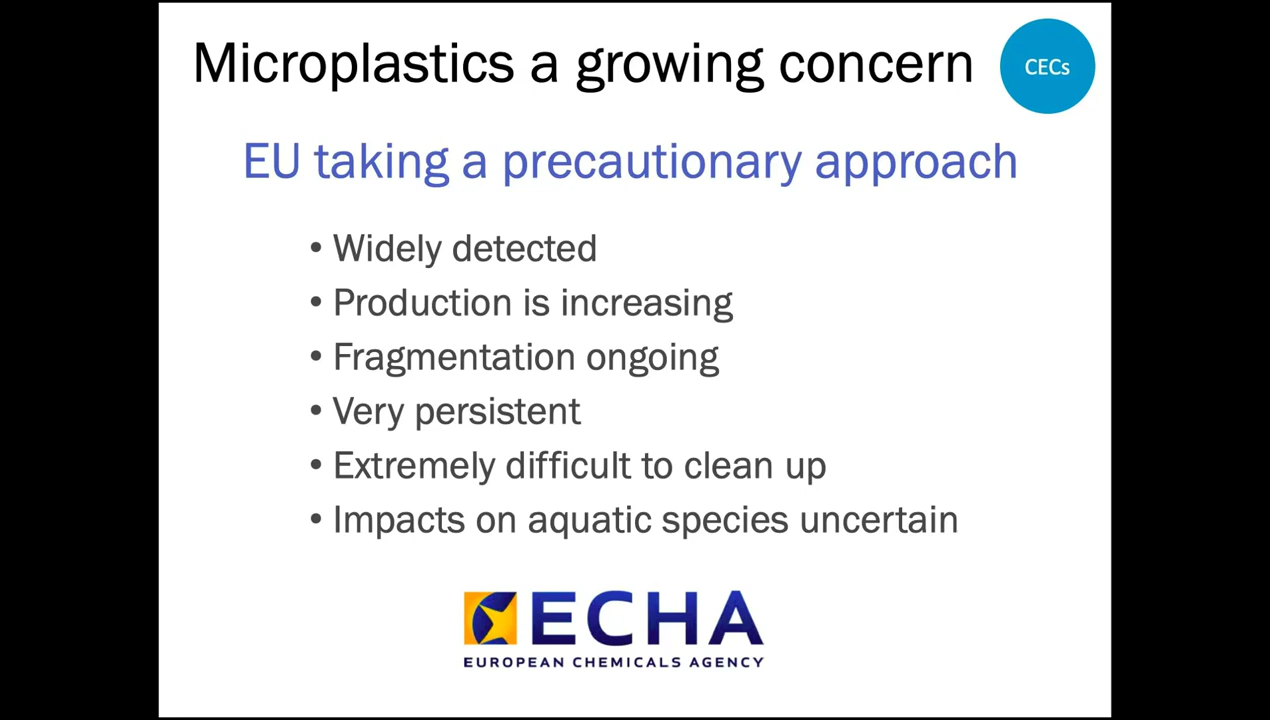 Microplastics a growing concern
CECs
EU taking a precautionary approach
• Widely detected
• Production is increasing
• Fragmentation ongoing
• Very persistent
• Extremely difficult to clean up
• Impacts on aquatic species uncertain
ECHA
EUROPEAN CHEMICALS AGENCY